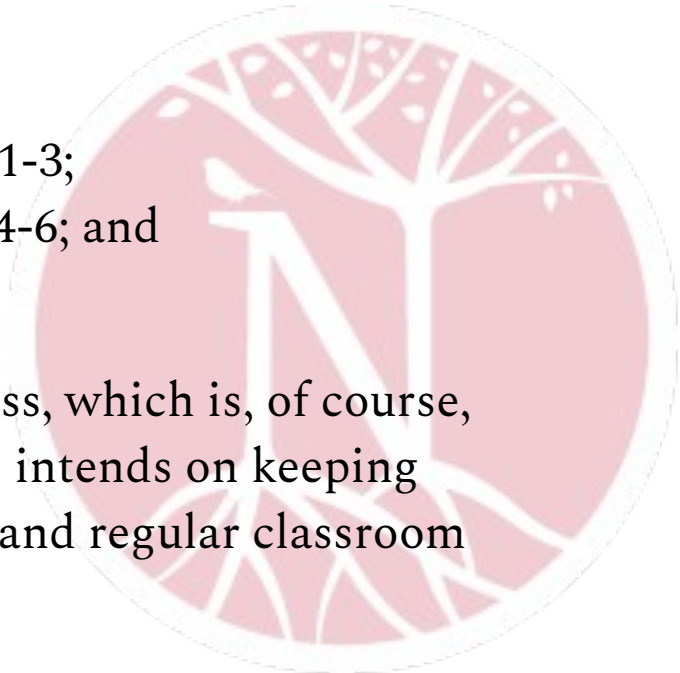 1-3;
4-6; and
ss, which is, of course,
intends on keeping
and regular classroom